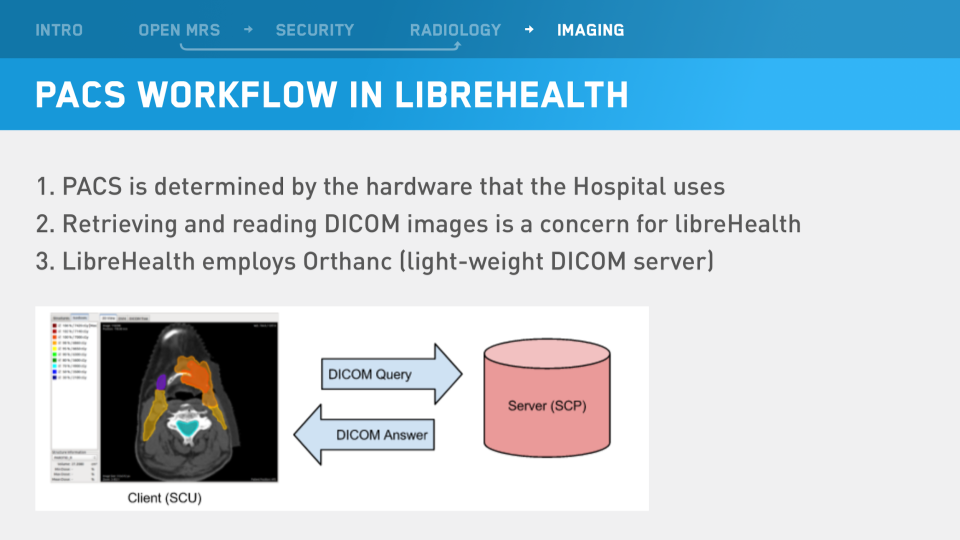 INTRO OPEN MRS → SECURITY RADIOLOGY → IMAGING
PACS WORKFLOW IN LIBREHEALTH
1. PACS is determined by the hardware that the Hospital uses
2. Retrieving and reading DICOM images is a concern for libreHealth
3. LibreHealth employs Orthanc (light-weight DICOM server)
DICOM Query
Server (SCP)
DICOM Answer
Client (SCU)